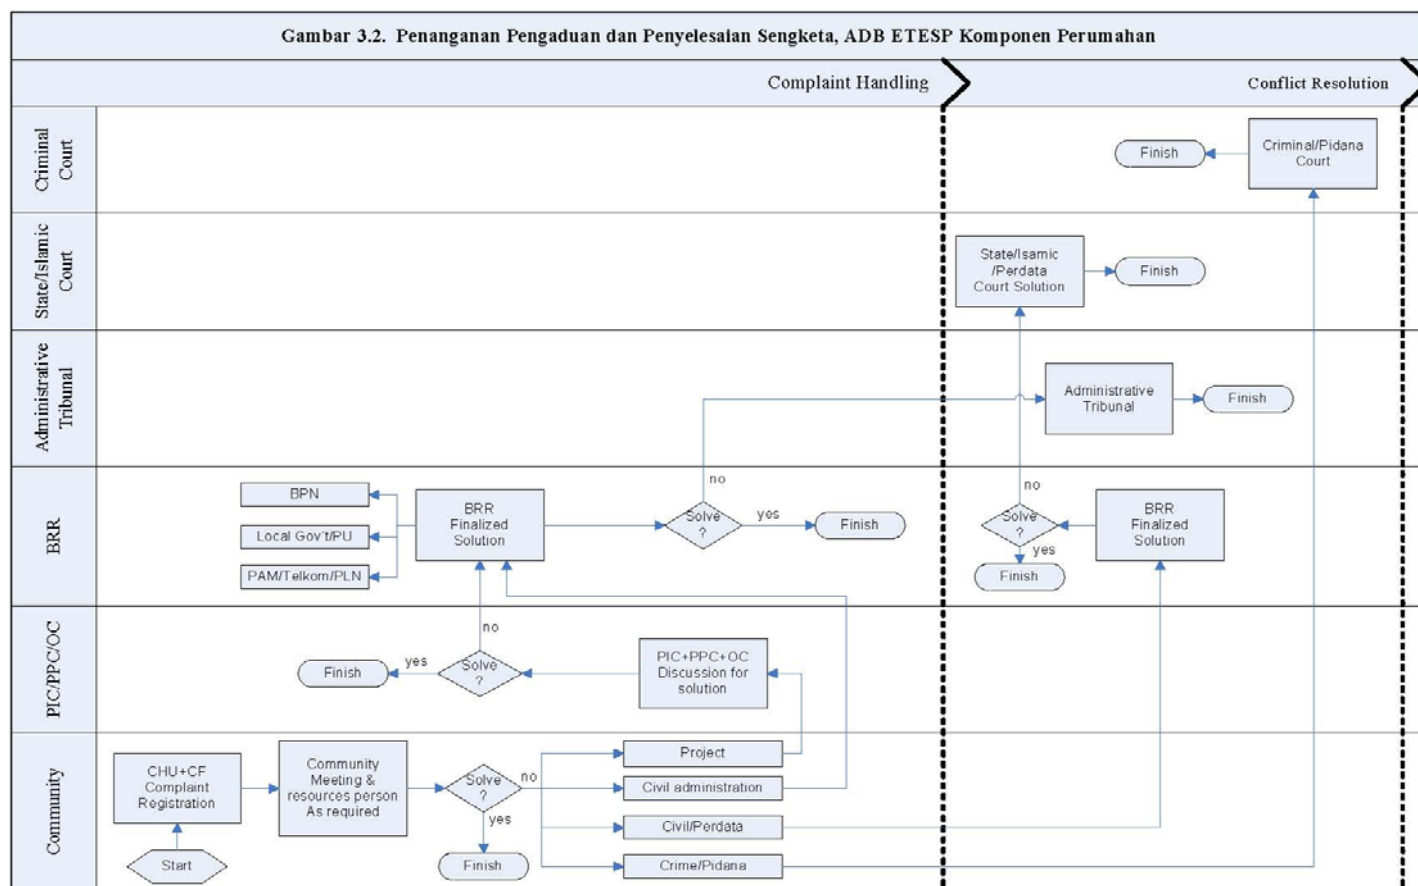 Gambar 3.2. Penanganan Pengaduan dan Penyelesaian Sengketa, ADB ETESP Komponen Perumahan
Complaint Handling
Conflict Resolution
Criminal
Court
Finish
Criminal/Pidana
Court
State/Islamic
Court
State/Isamic
/Perdata
Court Solution
Finish
Administrative
Tribunal
Administrative
Tribunal
Finish
BRR
BPN
Local Gov't/PU
PAM/Telkom/PLN
BRR
Finalized
Solution
Solve
?
no
yes
Finish
no
Solve
?
yes
Finish
BRR
Finalized
Solution
PIC/PPC/OC
Finish
yes
no
Solve
?
PIC+PPC+OC
Discussion for
solution
Community
CHU+CF
Complaint
Registration
Start
Community
Meeting &
resources person
As required
Solve
?
no
yes
Finish
Project
Civil administration
Civil/Perdata
Crime/Pidana